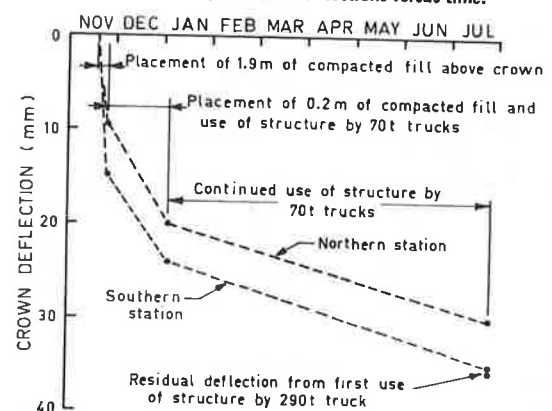 NOV DEC JAN FEB MAR APR MAY JUN JUL
0
Placement of 1.9m of compacted fill above crown
Placement of 0.2m of compacted fill and
use of structure by 70t trucks
10
Continued use of structure by
70t trucks
20
Northern station
Southern
station
30
Residual deflection from first use
of structure by 290t truck
40
CROWN DEFLECTION (mm)